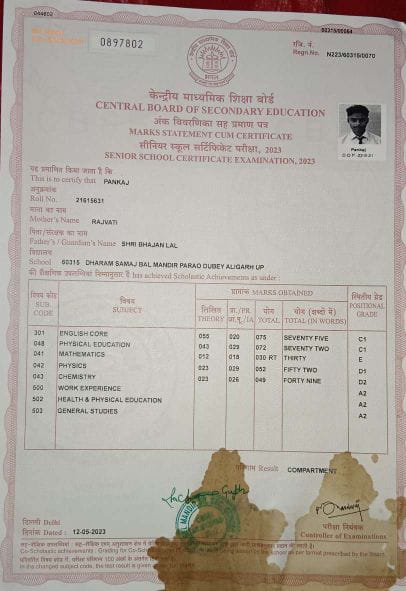 044802
60315/00064
0897802
रजि. नं.
Regn.No. N223/60315/0070
भारत
केन्द्रीय माध्यमिक शिक्षा बोर्ड
CENTRAL BOARD OF SECONDARY EDUCATION
अंक विवरणिका सह प्रमाण पत्र
MARKS STATEMENT CUM CERTIFICATE
सीनियर स्कूल सर्टिफिकेट परीक्षा, 2023
SENIOR SCHOOL CERTIFICATE EXAMINATION, 2023
Pankaj
यह प्रमाणित किया जाता है कि
This is to certify that PANKAJ
अनुक्रमांक
Roll No. 21615631
माता का नाम
Mother's Name RAJVATI
पिता/संरक्षक का नाम
Father's / Guardian's Name SHRI BHAJAN LAL
विद्यालय
School 60315 DHARAM SAMAJ BAL MANDIR PARAO DUBEY ALIGARH UP
की शैक्षिक उपलब्धियां निम्नानुसार हैं has achieved Scholastic Achievements as under :
विषय कोड SUB. CODE विषय SUBJECT प्राप्तांक MARKS OBTAINED स्थितीय ग्रेड POSITIONAL GRADE
लिखित THEORY PR. /IA योग TOTAL योग (शब्दों में) TOTAL (IN WORDS)
301 ENGLISH CORE 055 020 075 SEVENTY FIVE C1
048 PHYSICAL EDUCATION 043 029 072 SEVENTY TWO C1
041 MATHEMATICS 012 018 030 RT THIRTY E
042 PHYSICS 023 029 052 FIFTY TWO D1
043 CHEMISTRY 023 026 049 FORTY NINE D2
500 WORK EXPERIENCE A2
502 HEALTH & PHYSICAL EDUCATION A2
503 GENERAL STUDIES A2
परिणाम Result COMPARTMENT
दिल्ली Delhi
दिनांक Dated : 12-05-2023
परीक्षा नियंत्रक
Controller of Examinations